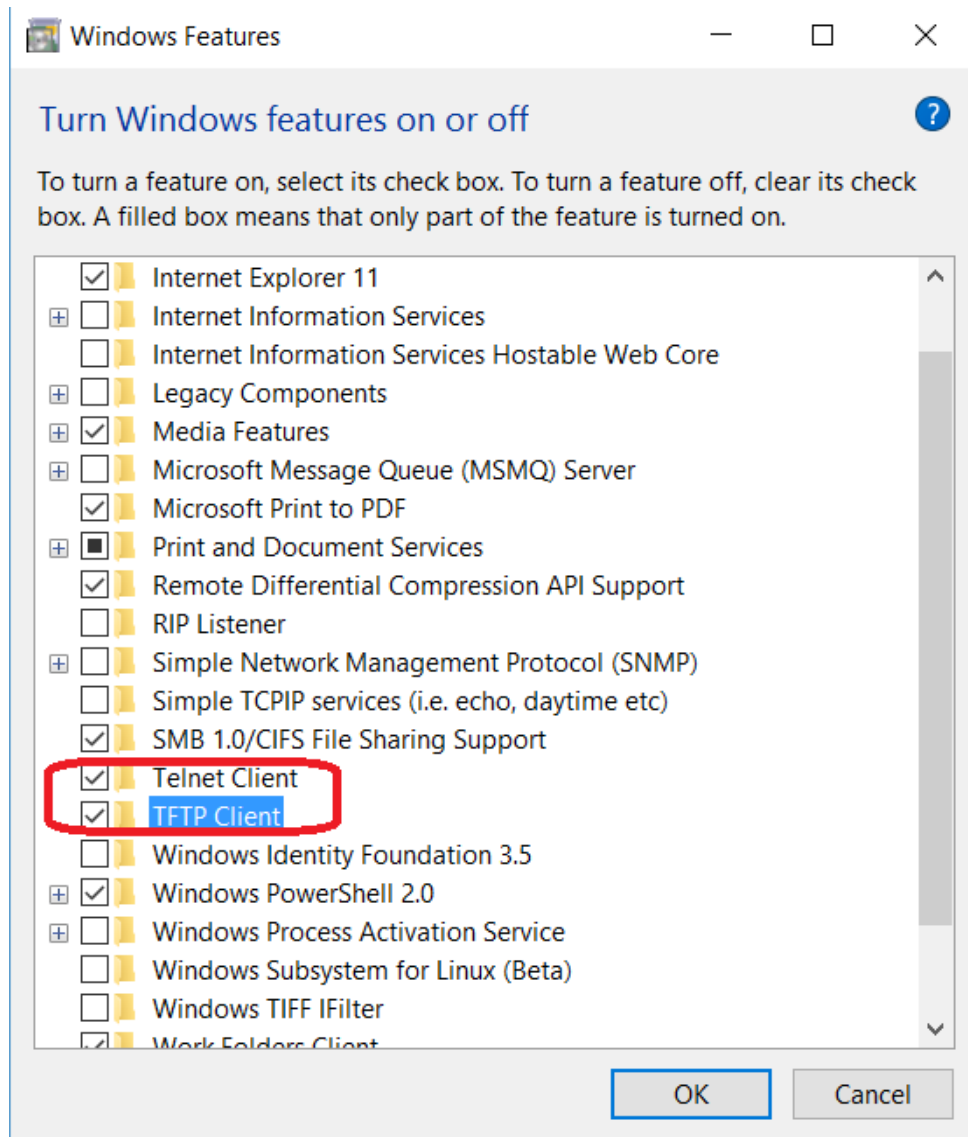 Windows Features
Turn Windows features on or off
?
To turn a feature on, select its check box. To turn a feature off, clear its check
box. A filled box means that only part of the feature is turned on.
Internet Explorer 11
Internet Information Services
Internet Information Services Hostable Web Core
Legacy Components
Media Features
Microsoft Message Queue (MSMQ) Server
Microsoft Print to PDF
Print and Document Services
Remote Differential Compression API Support
RIP Listener
Simple Network Management Protocol (SNMP)
Simple TCPIP services (i.e. echo, daytime etc)
SMB 1.0/CIFS File Sharing Support
Telnet Client
TFTP Client
Windows Identity Foundation 3.5
Windows PowerShell 2.0
Windows Process Activation Service
Windows Subsystem for Linux (Beta)
Windows TIFF IFilter
Work Folders Client
OK Cancel